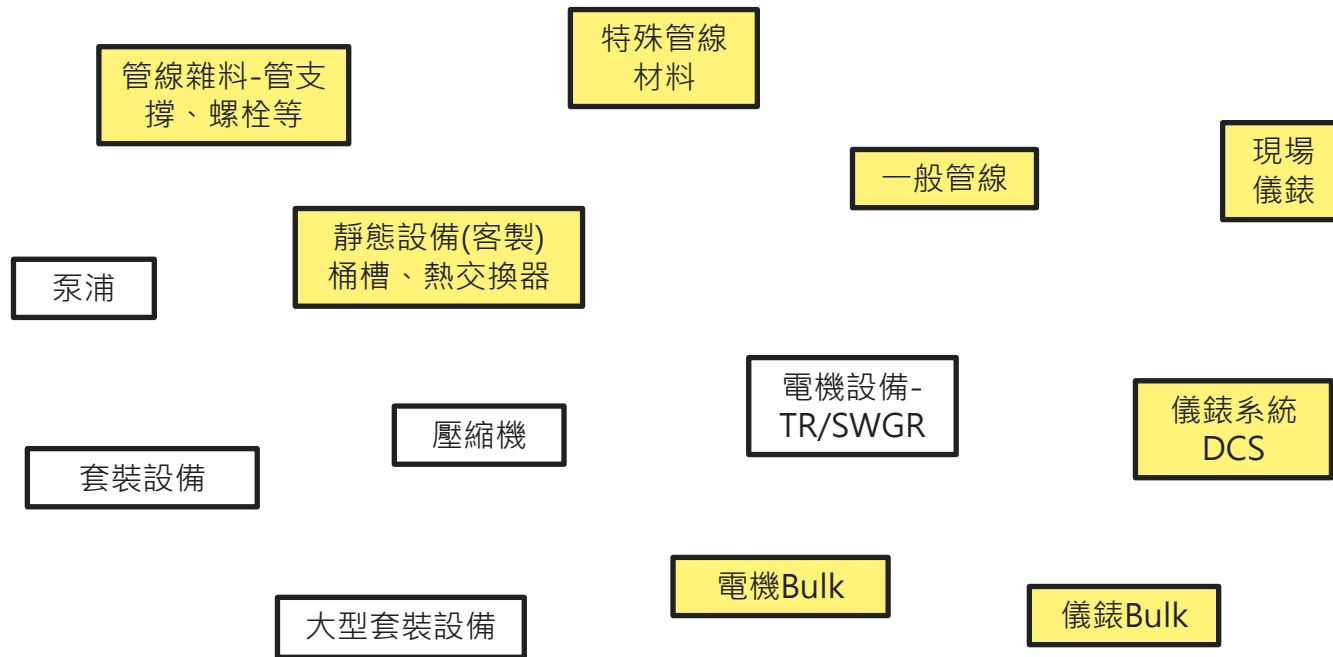 特殊管線
材料
管線雜料-管支
撐、螺栓等
現場
儀錶
一般管線
靜態設備(客製)
桶槽、熱交換器
泵浦
電機設備-
TR/SWGR
儀錶系統
DCS
壓縮機
套裝設備
電機Bulk
儀錶Bulk
大型套裝設備